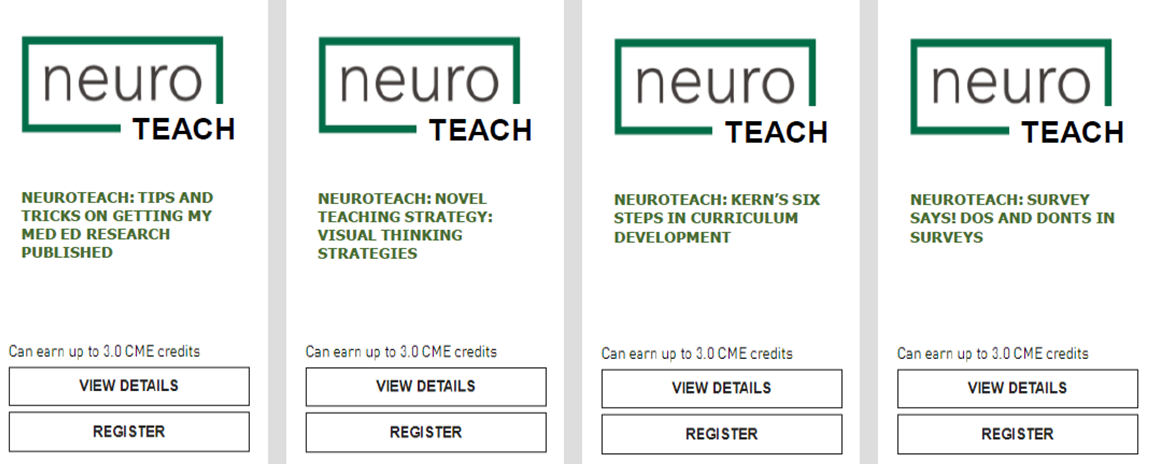 neuro
TEACH
NEUROTEACH: TIPS AND
TRICKS ON GETTING MY
MED ED RESEARCH
PUBLISHED
Can earn up to 3.0 CME credits
VIEW DETAILS
REGISTER
neuro
TEACH
NEUROTEACH: NOVEL
TEACHING STRATEGY:
VISUAL THINKING
STRATEGIES
Can earn up to 3.0 CME credits
VIEW DETAILS
REGISTER
neuro
TEACH
NEUROTEACH: KERN’S SIX
STEPS IN CURRICULUM
DEVELOPMENT
Can earn up to 3.0 CME credits
VIEW DETAILS
REGISTER
neuro
TEACH
NEUROTEACH: SURVEY
SAYS! DOS AND DONTS IN
SURVEYS
Can earn up to 3.0 CME credits
VIEW DETAILS
REGISTER